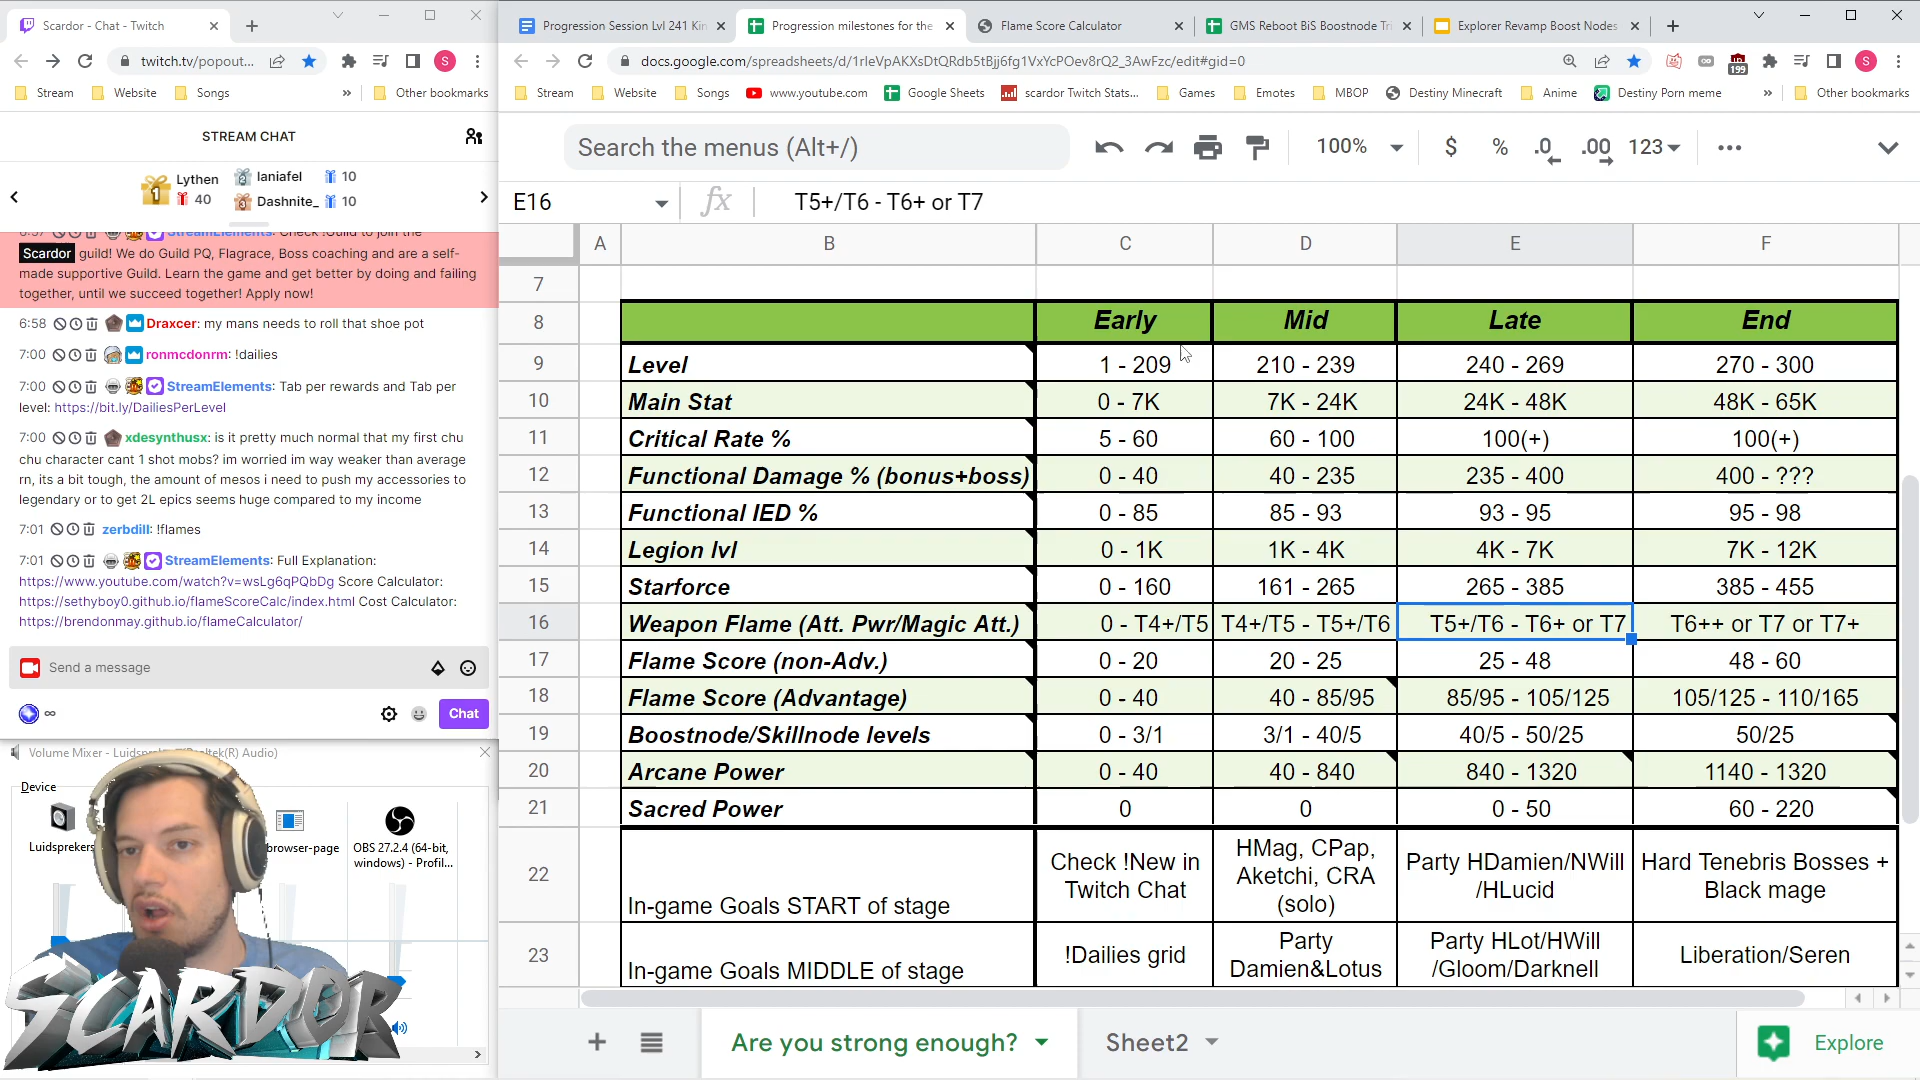 Scardor - Chat - Twitch
twitch.tv/popout...
Stream Website Songs » Other bookmarks
STREAM CHAT
Lythen
40
laniafel 10
Dashnite_ 10
1
6:57 StreamElements: Check !Guild to join the
Scardor guild! We do Guild PQ, Flagrace, Boss coaching and are a self-
made supportive Guild. Learn the game and get better by doing and failing
together, until we succeed together! Apply now!
6:58 Draxcer: my mans needs to roll that shoe pot
7:00 ronmcdonrm: !dailies
7:00 StreamElements: Tab per rewards and Tab per
level: https://bit.ly/DailiesPerLevel
7:00 xdesynthusx: is it pretty much normal that my first chu
chu character cant 1 shot mobs? im worried im way weaker than average
rn, its a bit tough, the amount of mesos i need to push my accessories to
legendary or to get 2L epics seems huge compared to my income
7:01 zerbdill: !flames
7:01 StreamElements: Full Explanation:
https://www.youtube.com/watch?v=wsLg6qPQbDg Score Calculator:
https://sethyboy0.github.io/flameScoreCalc/index.html Cost Calculator:
https://brendonmay.github.io/flameCalculator/
Send a message
∞ Chat
Device
Luidsprekers
browser-page
OBS 27.2.4 (64-bit,
windows) - Profil...
SCARDOR
Progression Session Lvl 241 Kin
Progression milestones for the
Flame Score Calculator
GMS Reboot BiS Boostnode Tri
Explorer Revamp Boost Nodes
docs.google.com/spreadsheets/d/1rIeVpAKXsDtQRdb5tBjj6fg1VxYcPOev8rQ2_3AwFzc/edit#gid=0
199
Stream Website Songs www.youtube.com Google Sheets scardor Twitch Stats... Games Emotes MBOP Destiny Minecraft Anime Destiny Porn meme » Other bookmarks
Search the menus (Alt+/) 100% $ % .0 .00 123
E16 fx T5+/T6 - T6+ or T7
A B C D E F
7
8 Early Mid Late End
9 Level 1 - 209 210 - 239 240 - 269 270 - 300
10 Main Stat 0 - 7K 7K - 24K 24K - 48K 48K - 65K
11 Critical Rate % 5 - 60 60 - 100 100(+) 100(+)
12 Functional Damage % (bonus+boss) 0 - 40 40 - 235 235 - 400 400 - ???
13 Functional IED % 0 - 85 85 - 93 93 - 95 95 - 98
14 Legion lvl 0 - 1K 1K - 4K 4K - 7K 7K - 12K
15 Starforce 0 - 160 161 - 265 265 - 385 385 - 455
16 Weapon Flame (Att. Pwr/Magic Att.) 0 - T4+/T5 T4+/T5 - T5+/T6 T5+/T6 - T6+ or T7 T6++ or T7 or T7+
17 Flame Score (non-Adv.) 0 - 20 20 - 25 25 - 48 48 - 60
18 Flame Score (Advantage) 0 - 40 40 - 85/95 85/95 - 105/125 105/125 - 110/165
19 Boostnode/Skillnode levels 0 - 3/1 3/1 - 40/5 40/5 - 50/25 50/25
20 Arcane Power 0 - 40 40 - 840 840 - 1320 1140 - 1320
21 Sacred Power 0 0 0 - 50 60 - 220
22 In-game Goals START of stage
Check !New in
Twitch Chat
HMag, CPap,
Aketchi, CRA
(solo)
Party HDamien/NWill
/HLucid
Hard Tenebris Bosses +
Black mage
23 In-game Goals MIDDLE of stage
!Dailies grid
Party
Damien&Lotus
Party HLot/HWill
/Gloom/Darknell
Liberation/Seren
Are you strong enough?
Sheet2
Explore